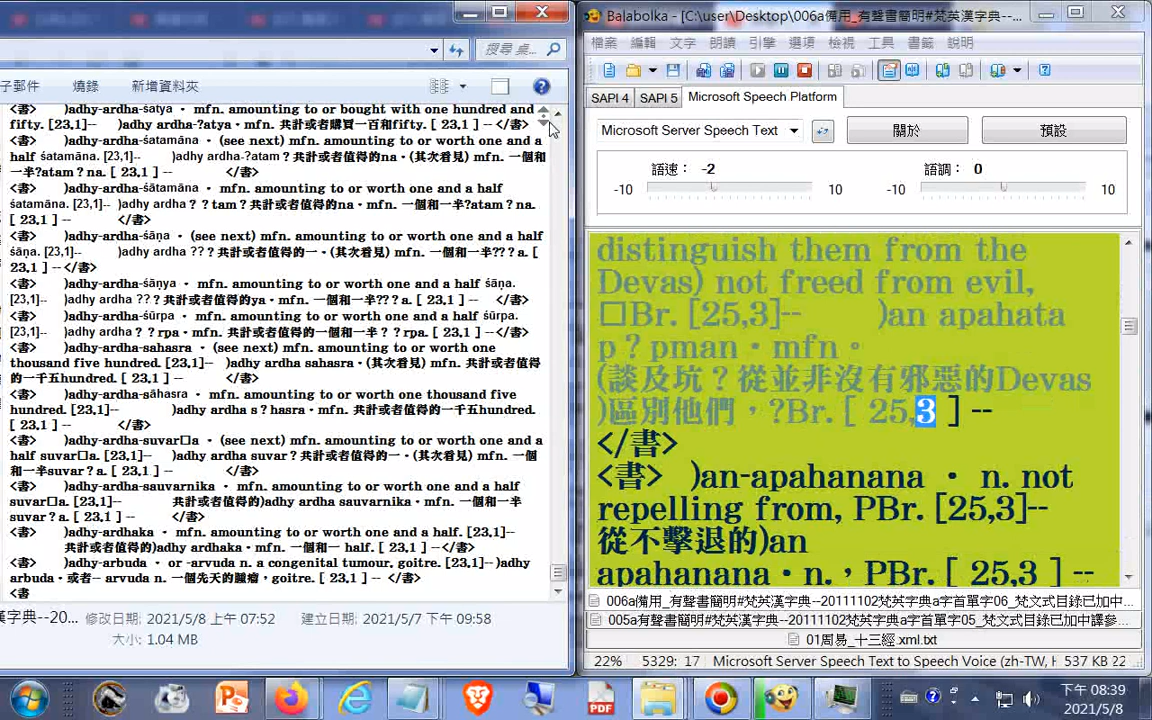 搜尋 桌...
子郵件 燒錄 新增資料夾
<書> )adhy-ardha-śatya・mfn. amounting to or bought with one hundred and
fifty. [23,1]-- )adhy ardha-?atya・mfn. 共計或者購買一百和fifty. [ 23,1 ] --</書>
<書> )adhy-ardha-śatamāna・(see next) mfn. amounting to or worth one and a
half śatamāna. [23,1]-- )adhy ardha-?atam ? 共計或者值得的na・(其次看見) mfn. 一個和
一半?atam ? na. [ 23,1 ] -- </書>
<書> )adhy-ardha-śātamāna・mfn. amounting to or worth one and a half
śatamāna. [23,1]-- )adhy ardha ? ? tam ? 共計或者值得的na・mfn. 一個和一半?atam ? na.
[ 23,1 ] -- </書>
<書> )adhy-ardha-śāṇa・(see next) mfn. amounting to or worth one and a half
śāṇa. [23,1]-- )adhy ardha ?? ? 共計或者值得的一・(其次看見) mfn. 一個和一半? ? ? a. [
23,1 ] --</書>
<書> )adhy-ardha-śāṇya・mfn. amounting to or worth one and a half śāṇa.
[23,1]-- )adhy ardha ?? ? 共計或者值得的ya・mfn. 一個和一半? ? ? a. [ 23,1 ] -- </書>
<書> )adhy-ardha-śūrpa・mfn. amounting to or worth one and a half śūrpa.
[23,1]-- )adhy ardha ? ? rpa・mfn. 共計或者值得的一個和一半? ? rpa. [ 23,1 ] -- </書>
<書> )adhy-ardha-sahasra・(see next) mfn. amounting to or worth one
thousand five hundred. [23,1]-- )adhy ardha sahasra・(其次看見) mfn. 共計或者值得
的一千五hundred. [ 23,1 ] -- </書>
<書> )adhy-ardha-sāhasra・mfn. amounting to or worth one thousand five
hundred. [23,1]-- )adhy ardha s ? hasra・mfn. 共計或者值得的一千五hundred.
[ 23,1 ] -- </書>
<書> )adhy-ardha-suvar□a・(see next) mfn. amounting to or worth one and a
half suvar□a. [23,1]-- )adhy ardha suvar ? 共計或者值得的一・(其次看見) mfn. 一個
和一半suvar ? a. [ 23,1 ] -- </書>
<書> )adhy-ardha-sauvarnika・mfn. amounting to or worth one and a half
suvar□a. [23,1]-- 共計或者值得的)adhy ardha sauvarnika・mfn. 一個和一半
suvar ? a. [ 23,1 ] -- </書>
<書> )adhy-ardhaka・mfn. amounting to or worth one and a half. [23,1]--
共計或者值得的)adhy ardhaka・mfn. 一個和一 half. [ 23,1 ] -- </書>
<書> )adhy-arbuda・or -arvuda n. a congenital tumour, goitre. [23,1]-- )adhy
arbuda・或者-- arvuda n. 一個先天的腫瘤，goitre. [ 23,1 ] -- </書>
<書
漢字典--20... 修改日期: 2021/5/8 上午 07:52 建立日期: 2021/5/7 下午 09:58
大小: 1.04 MB
Balabolka - [C:\user\Desktop\006a備用_有聲書簡明#梵英漢字典--...
檔案 編輯 文字 朗讀 引擎 選項 檢視 工具 書籤 說明
SAPI 4 SAPI 5 Microsoft Speech Platform
Microsoft Server Speech Text 關於 預設
語速: -2 語調: 0
-10 10 -10 10
distinguish them from the
Devas) not freed from evil,
□Br. [25,3]-- )an apahata
p ? pman・mfn。
(談及坑 ? 從並非沒有邪惡的Devas
)區別他們，?Br. [ 25,3 ] --
</書>
<書> )an-apahanana ・ n. not
repelling from, PBr. [25,3]--
從不擊退的)an
apahanana・n.，PBr. [ 25,3 ] --
006a備用_有聲書簡明#梵英漢字典--20111102梵英字典a字首單字06_梵文式目錄已加中...
005a有聲書簡明#梵英漢字典--20111102梵英字典a字首單字05_梵文式目錄已加中譯參...
01周易_十三經.xml.txt
22% 5329: 17 Microsoft Server Speech Text to Speech Voice (zh-TW, H 537 KB 22
PDF
下午 08:39
2021/5/8